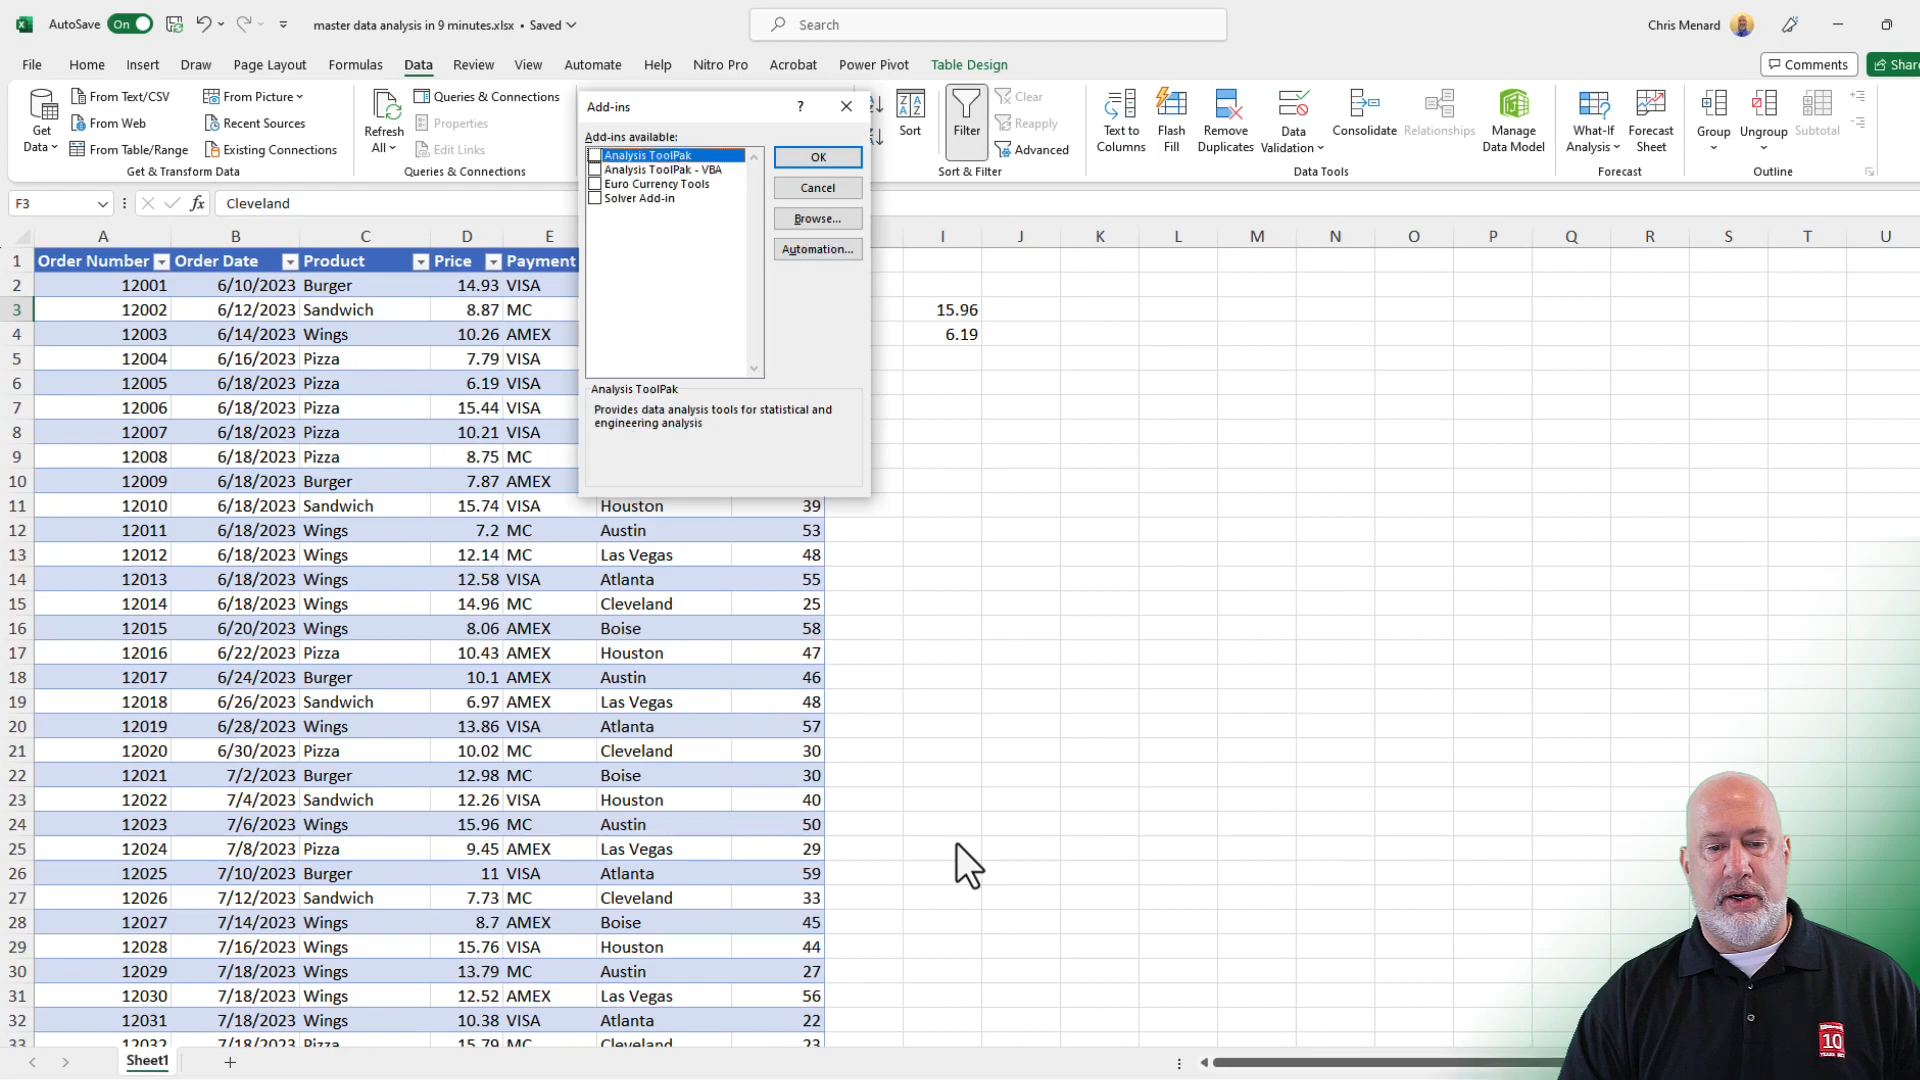 AutoSave On master data analysis in 9 minutes.xlsx • Saved Search Chris Menard
File Home Insert Draw Page Layout Formulas Data Review View Automate Help Nitro Pro Acrobat Power Pivot Table Design Comments Share
Get Data From Text/CSV From Web From Table/Range From Picture Recent Sources Existing Connections
Get & Transform Data
Refresh All Queries & Connections Properties Edit Links
Queries & Connections
Sort Filter Clear Reapply Advanced
Sort & Filter
Text to Columns Flash Fill Remove Duplicates Data Validation Consolidate Relationships Manage Data Model
Data Tools
What-If Analysis Forecast Sheet
Forecast
Group Ungroup Subtotal
Outline
Add-ins ?
Add-ins available:
Analysis ToolPak
Analysis ToolPak - VBA
Euro Currency Tools
Solver Add-in
OK
Cancel
Browse...
Automation...
Analysis ToolPak
Provides data analysis tools for statistical and
engineering analysis
F3 fx Cleveland
A B C D E I J K L M N O P Q R S T U
1 Order Number Order Date Product Price Payment
2 12001 6/10/2023 Burger 14.93 VISA
3 12002 6/12/2023 Sandwich 8.87 MC 15.96
4 12003 6/14/2023 Wings 10.26 AMEX 6.19
5 12004 6/16/2023 Pizza 7.79 VISA
6 12005 6/18/2023 Pizza 6.19 VISA
7 12006 6/18/2023 Pizza 15.44 VISA
8 12007 6/18/2023 Pizza 10.21 VISA
9 12008 6/18/2023 Pizza 8.75 MC
10 12009 6/18/2023 Burger 7.87 AMEX
11 12010 6/18/2023 Sandwich 15.74 VISA Houston 39
12 12011 6/18/2023 Wings 7.2 MC Austin 53
13 12012 6/18/2023 Wings 12.14 MC Las Vegas 48
14 12013 6/18/2023 Wings 12.58 VISA Atlanta 55
15 12014 6/18/2023 Wings 14.96 MC Cleveland 25
16 12015 6/20/2023 Wings 8.06 AMEX Boise 58
17 12016 6/22/2023 Pizza 10.43 AMEX Houston 47
18 12017 6/24/2023 Burger 10.1 AMEX Austin 46
19 12018 6/26/2023 Sandwich 6.97 AMEX Las Vegas 48
20 12019 6/28/2023 Wings 13.86 VISA Atlanta 57
21 12020 6/30/2023 Pizza 10.02 MC Cleveland 30
22 12021 7/2/2023 Burger 12.98 MC Boise 30
23 12022 7/4/2023 Sandwich 12.26 VISA Houston 40
24 12023 7/6/2023 Wings 15.96 MC Austin 50
25 12024 7/8/2023 Pizza 9.45 AMEX Las Vegas 29
26 12025 7/10/2023 Burger 11 VISA Atlanta 59
27 12026 7/12/2023 Sandwich 7.73 MC Cleveland 33
28 12027 7/14/2023 Wings 8.7 AMEX Boise 45
29 12028 7/16/2023 Wings 15.76 VISA Houston 44
30 12029 7/18/2023 Wings 13.79 MC Austin 27
31 12030 7/18/2023 Wings 12.52 AMEX Las Vegas 56
32 12031 7/18/2023 Wings 10.38 VISA Atlanta 22
33 12032 7/18/2023 Pizza 15.79 MC Cleveland 23
Sheet1
10